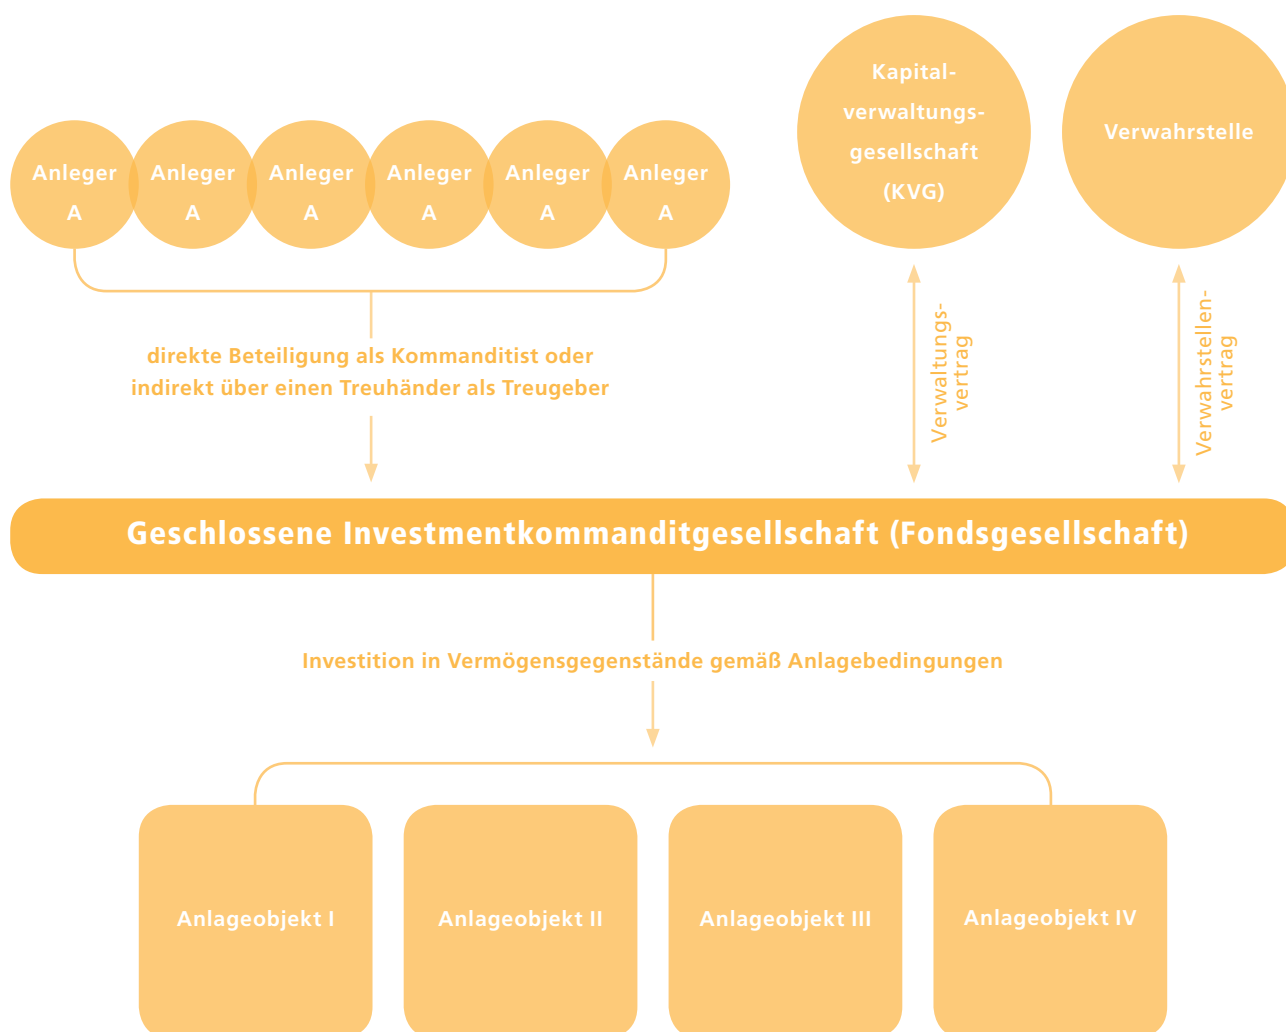 Kapital-
verwaltungs-
gesellschaft
(KVG)
Verwahrstelle
Anleger
A
Anleger
A
Anleger
A
Anleger
A
Anleger
A
Anleger
A
direkte Beteiligung als Kommanditist oder
indirekt über einen Treuhänder als Treugeber
Verwaltungs-
vertrag
Verwahrstellen-
vertrag
Geschlossene Investmentkommanditgesellschaft (Fondsgesellschaft)
Investition in Vermögensgegenstände gemäß Anlagebedingungen
Anlageobjekt I
Anlageobjekt II
Anlageobjekt III
Anlageobjekt IV